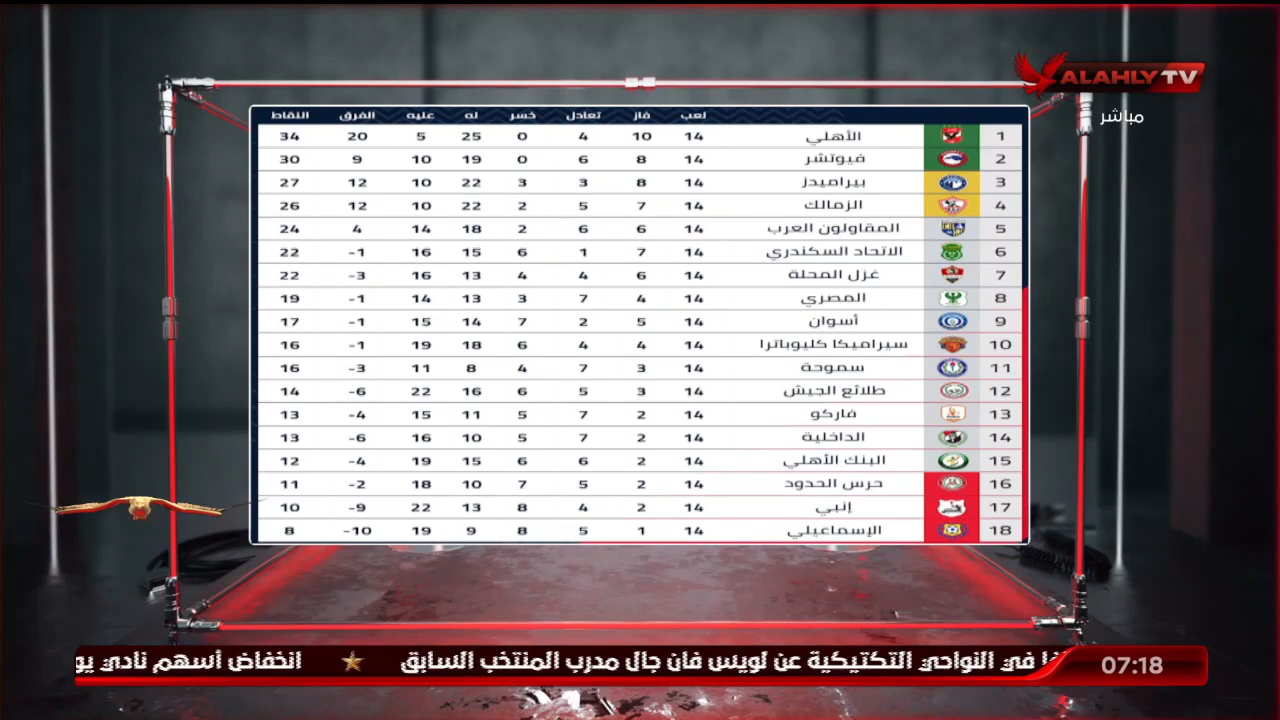 ALAHLY TV
مباشر
لعب فاز تعادل خسر له عليه الفرق النقاط
1 الأهلي 14 10 4 0 25 5 20 34
2 فيوتشر 14 8 6 0 19 10 9 30
3 بيراميدز 14 8 3 3 22 10 12 27
4 الزمالك 14 7 5 2 22 10 12 26
5 المقاولون العرب 14 6 6 2 18 14 4 24
6 الاتحاد السكندري 14 7 1 6 15 16 -1 22
7 غزل المحلة 14 6 4 4 13 16 -3 22
8 المصري 14 4 7 3 13 14 -1 19
9 أسوان 14 5 2 7 14 15 -1 17
10 سيراميكا كليوباترا 14 4 4 6 18 19 -1 16
11 سموحة 14 3 7 4 8 11 -3 16
12 طلائع الجيش 14 3 5 6 16 22 -6 14
13 فاركو 14 2 7 5 11 15 -4 13
14 الداخلية 14 2 7 5 10 16 -6 13
15 البنك الأهلي 14 2 6 6 15 19 -4 12
16 حرس الحدود 14 2 5 7 10 18 -2 11
17 إنبي 14 2 4 8 13 22 -9 10
18 الإسماعيلي 14 1 5 8 9 19 -10 8
في النواحي التكتيكية عن لويس فان جال مدرب المنتخب السابق ★ انخفاض أسهم نادي يو
07:18